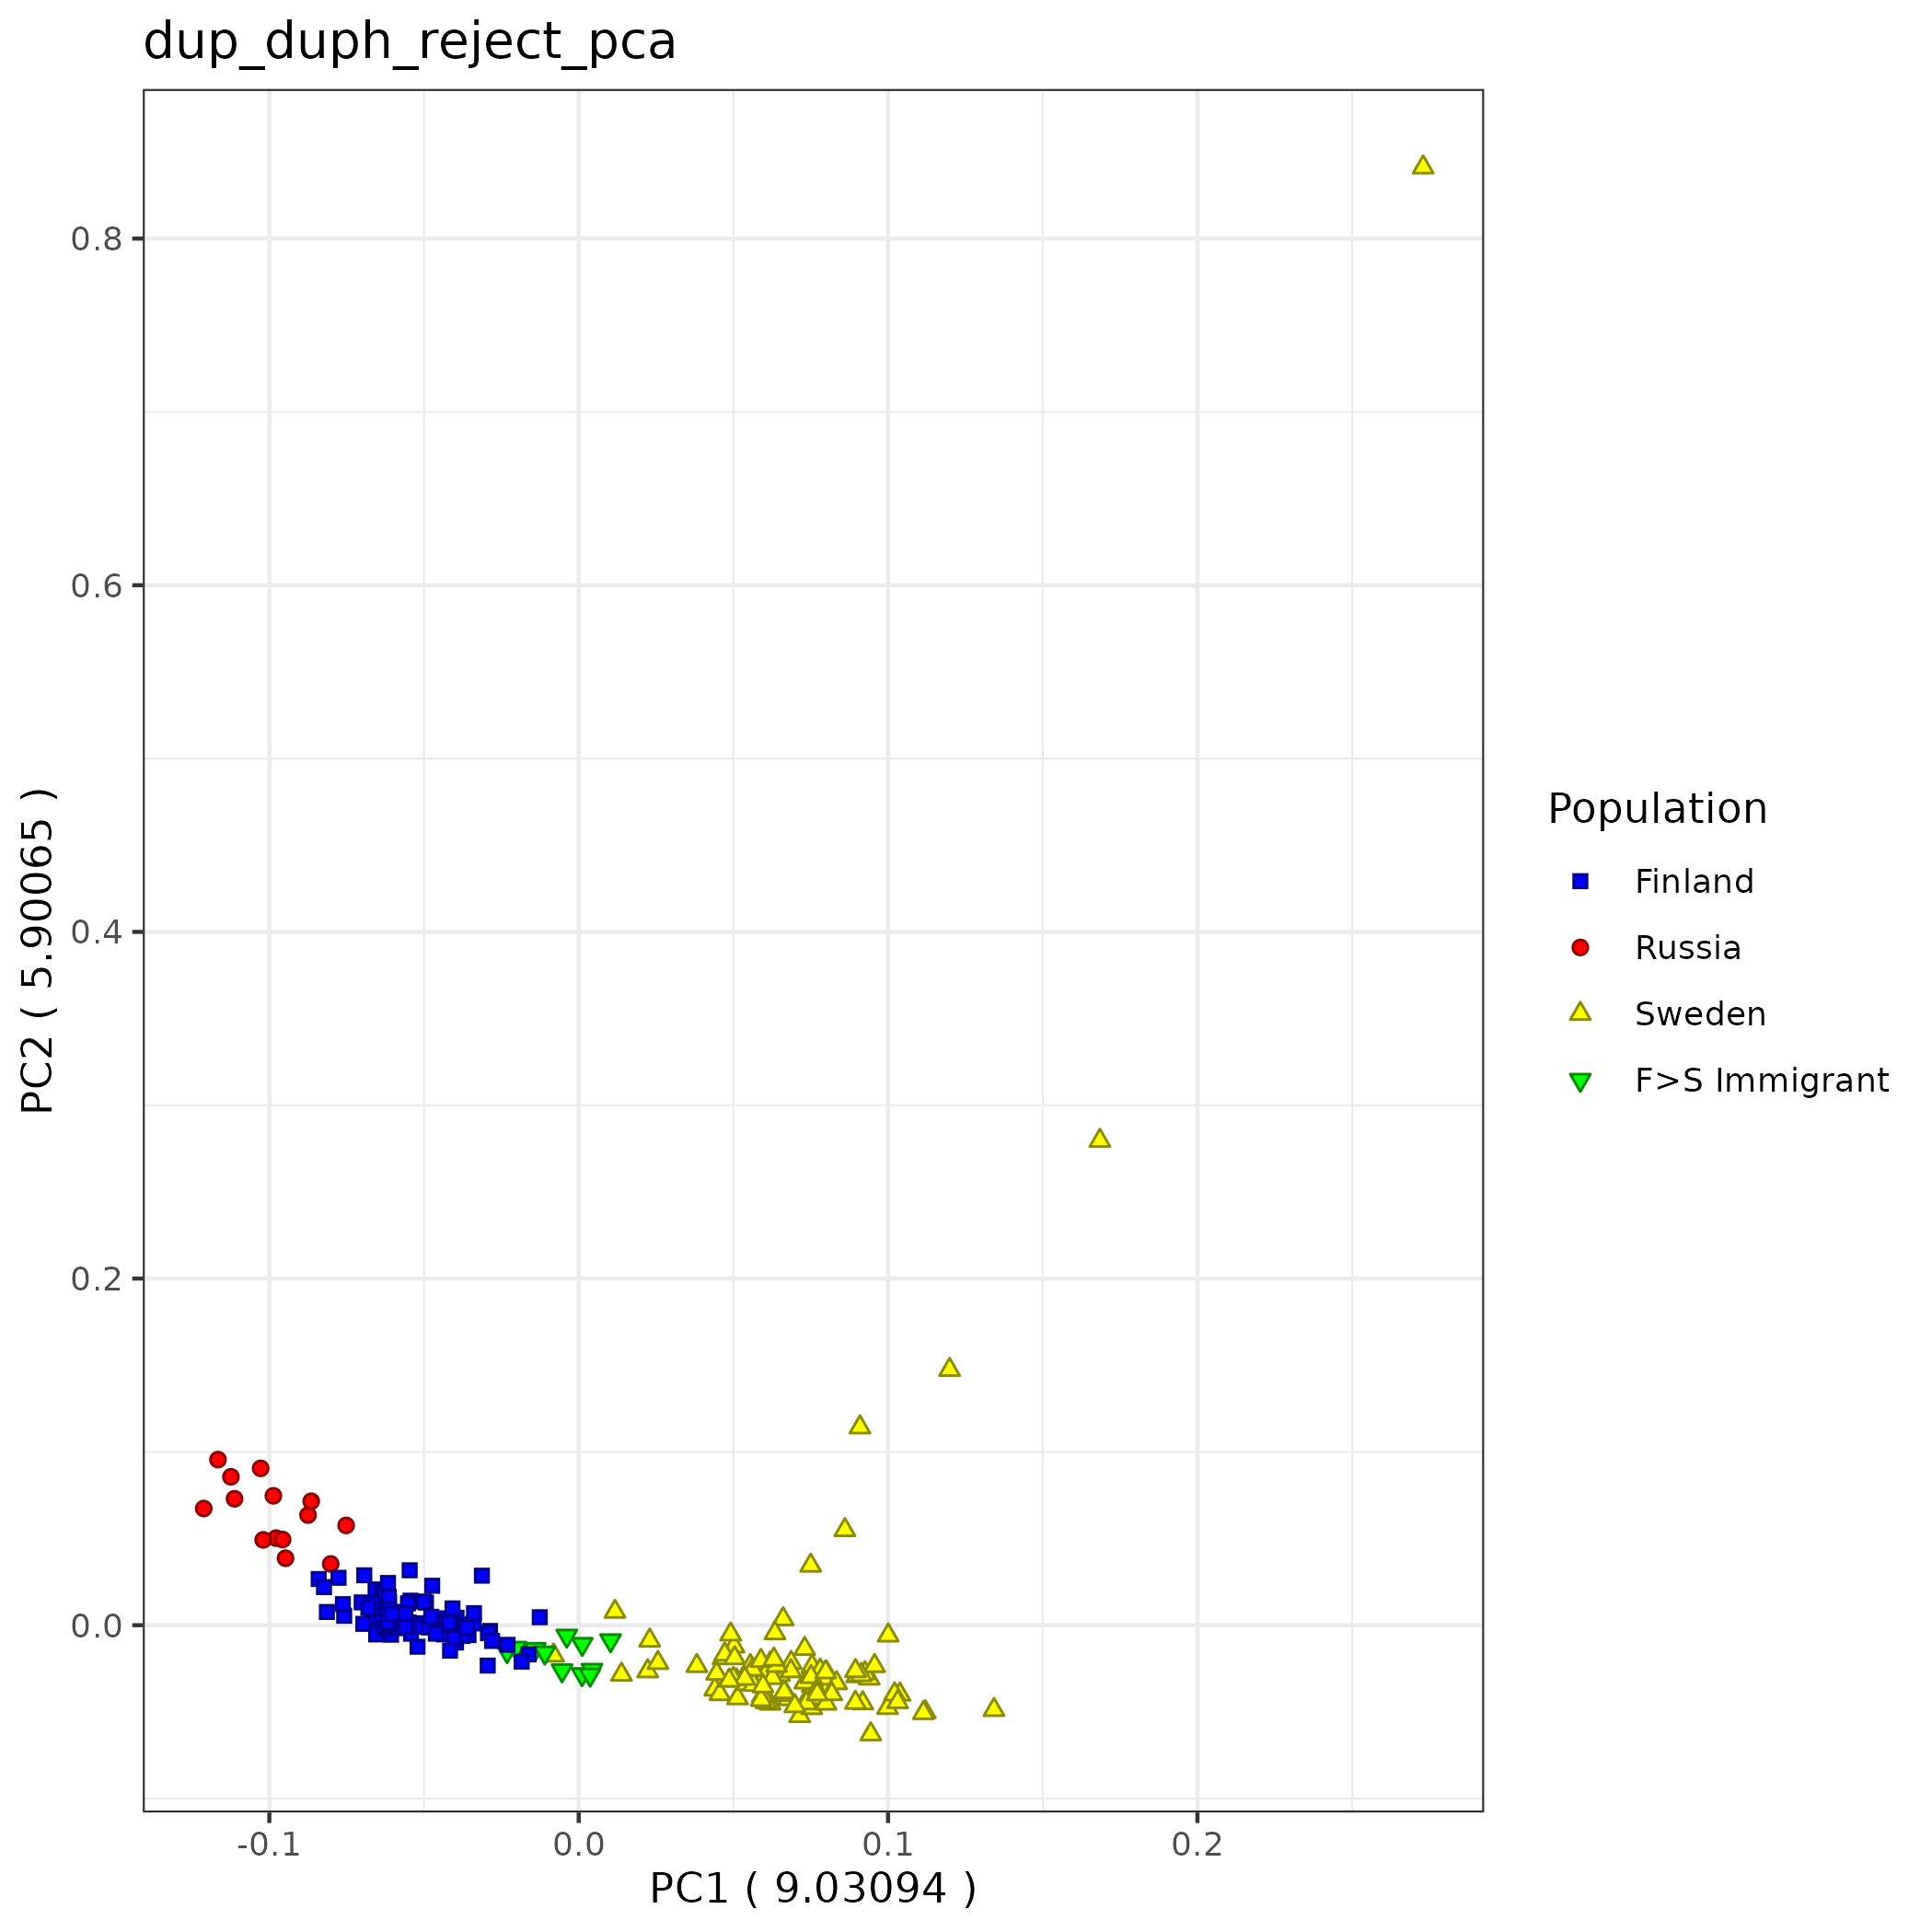 dup_duph_reject_pca
0.8
0.6
0.4
0.2
0.0
PC2 ( 5.90065 )
-0.1
0.0
0.1
0.2
PC1 ( 9.03094 )
Population
Finland
Russia
Sweden
F>S Immigrant